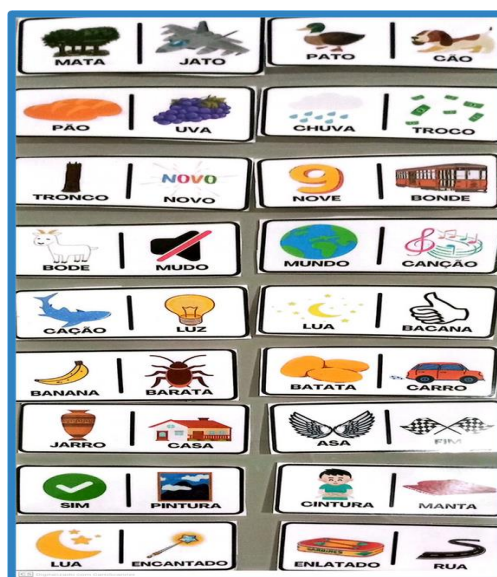 MATA JATO PATO CÃO
PÃO UVA CHUVA TROCO
TRONCO NOVO NOVO NOVE BONDE
BODE MUDO MUNDO CANÇÃO
CAÇÃO LUZ LUA BACANA
BANANA BARATA BATATA CARRO
JARRO CASA ASA FIM
SIM PINTURA CINTURA MANTA
LUA ENCANTADO ENLATADO RUA